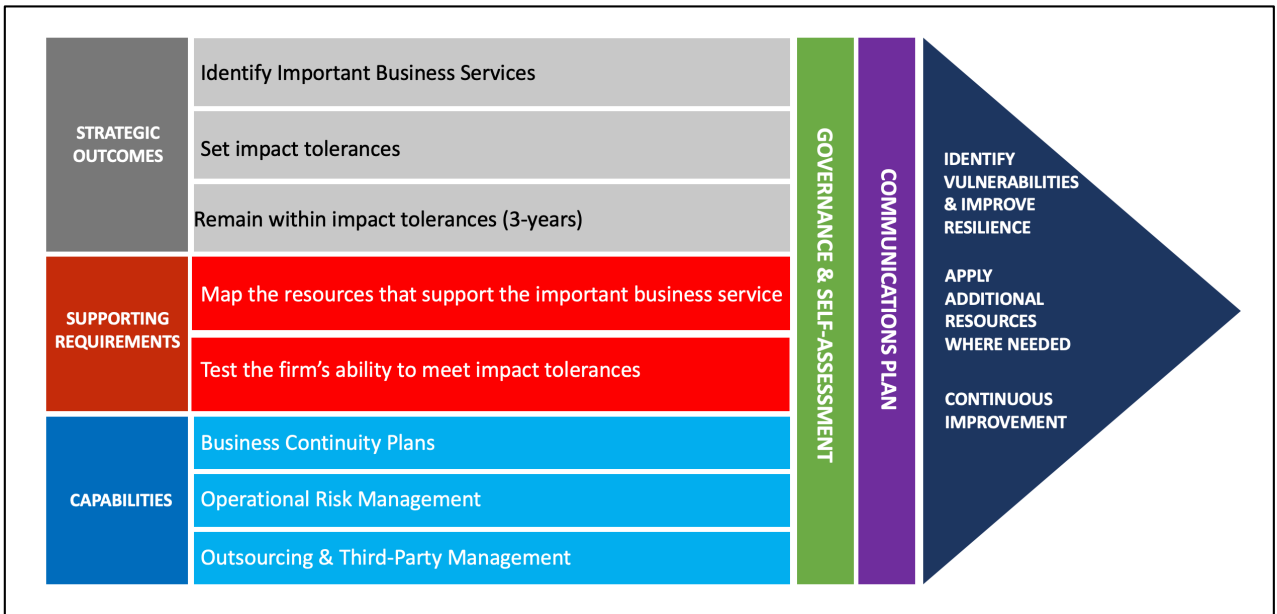 STRATEGIC
OUTCOMES
Identify Important Business Services
Set impact tolerances
Remain within impact tolerances (3-years)
SUPPORTING
REQUIREMENTS
Map the resources that support the important business service
Test the firm’s ability to meet impact tolerances
CAPABILITIES
Business Continuity Plans
Operational Risk Management
Outsourcing & Third-Party Management
GOVERNANCE & SELF-ASSESSMENT
COMMUNICATIONS PLAN
IDENTIFY
VULNERABILITIES
& IMPROVE
RESILIENCE
APPLY
ADDITIONAL
RESOURCES
WHERE NEEDED
CONTINUOUS
IMPROVEMENT